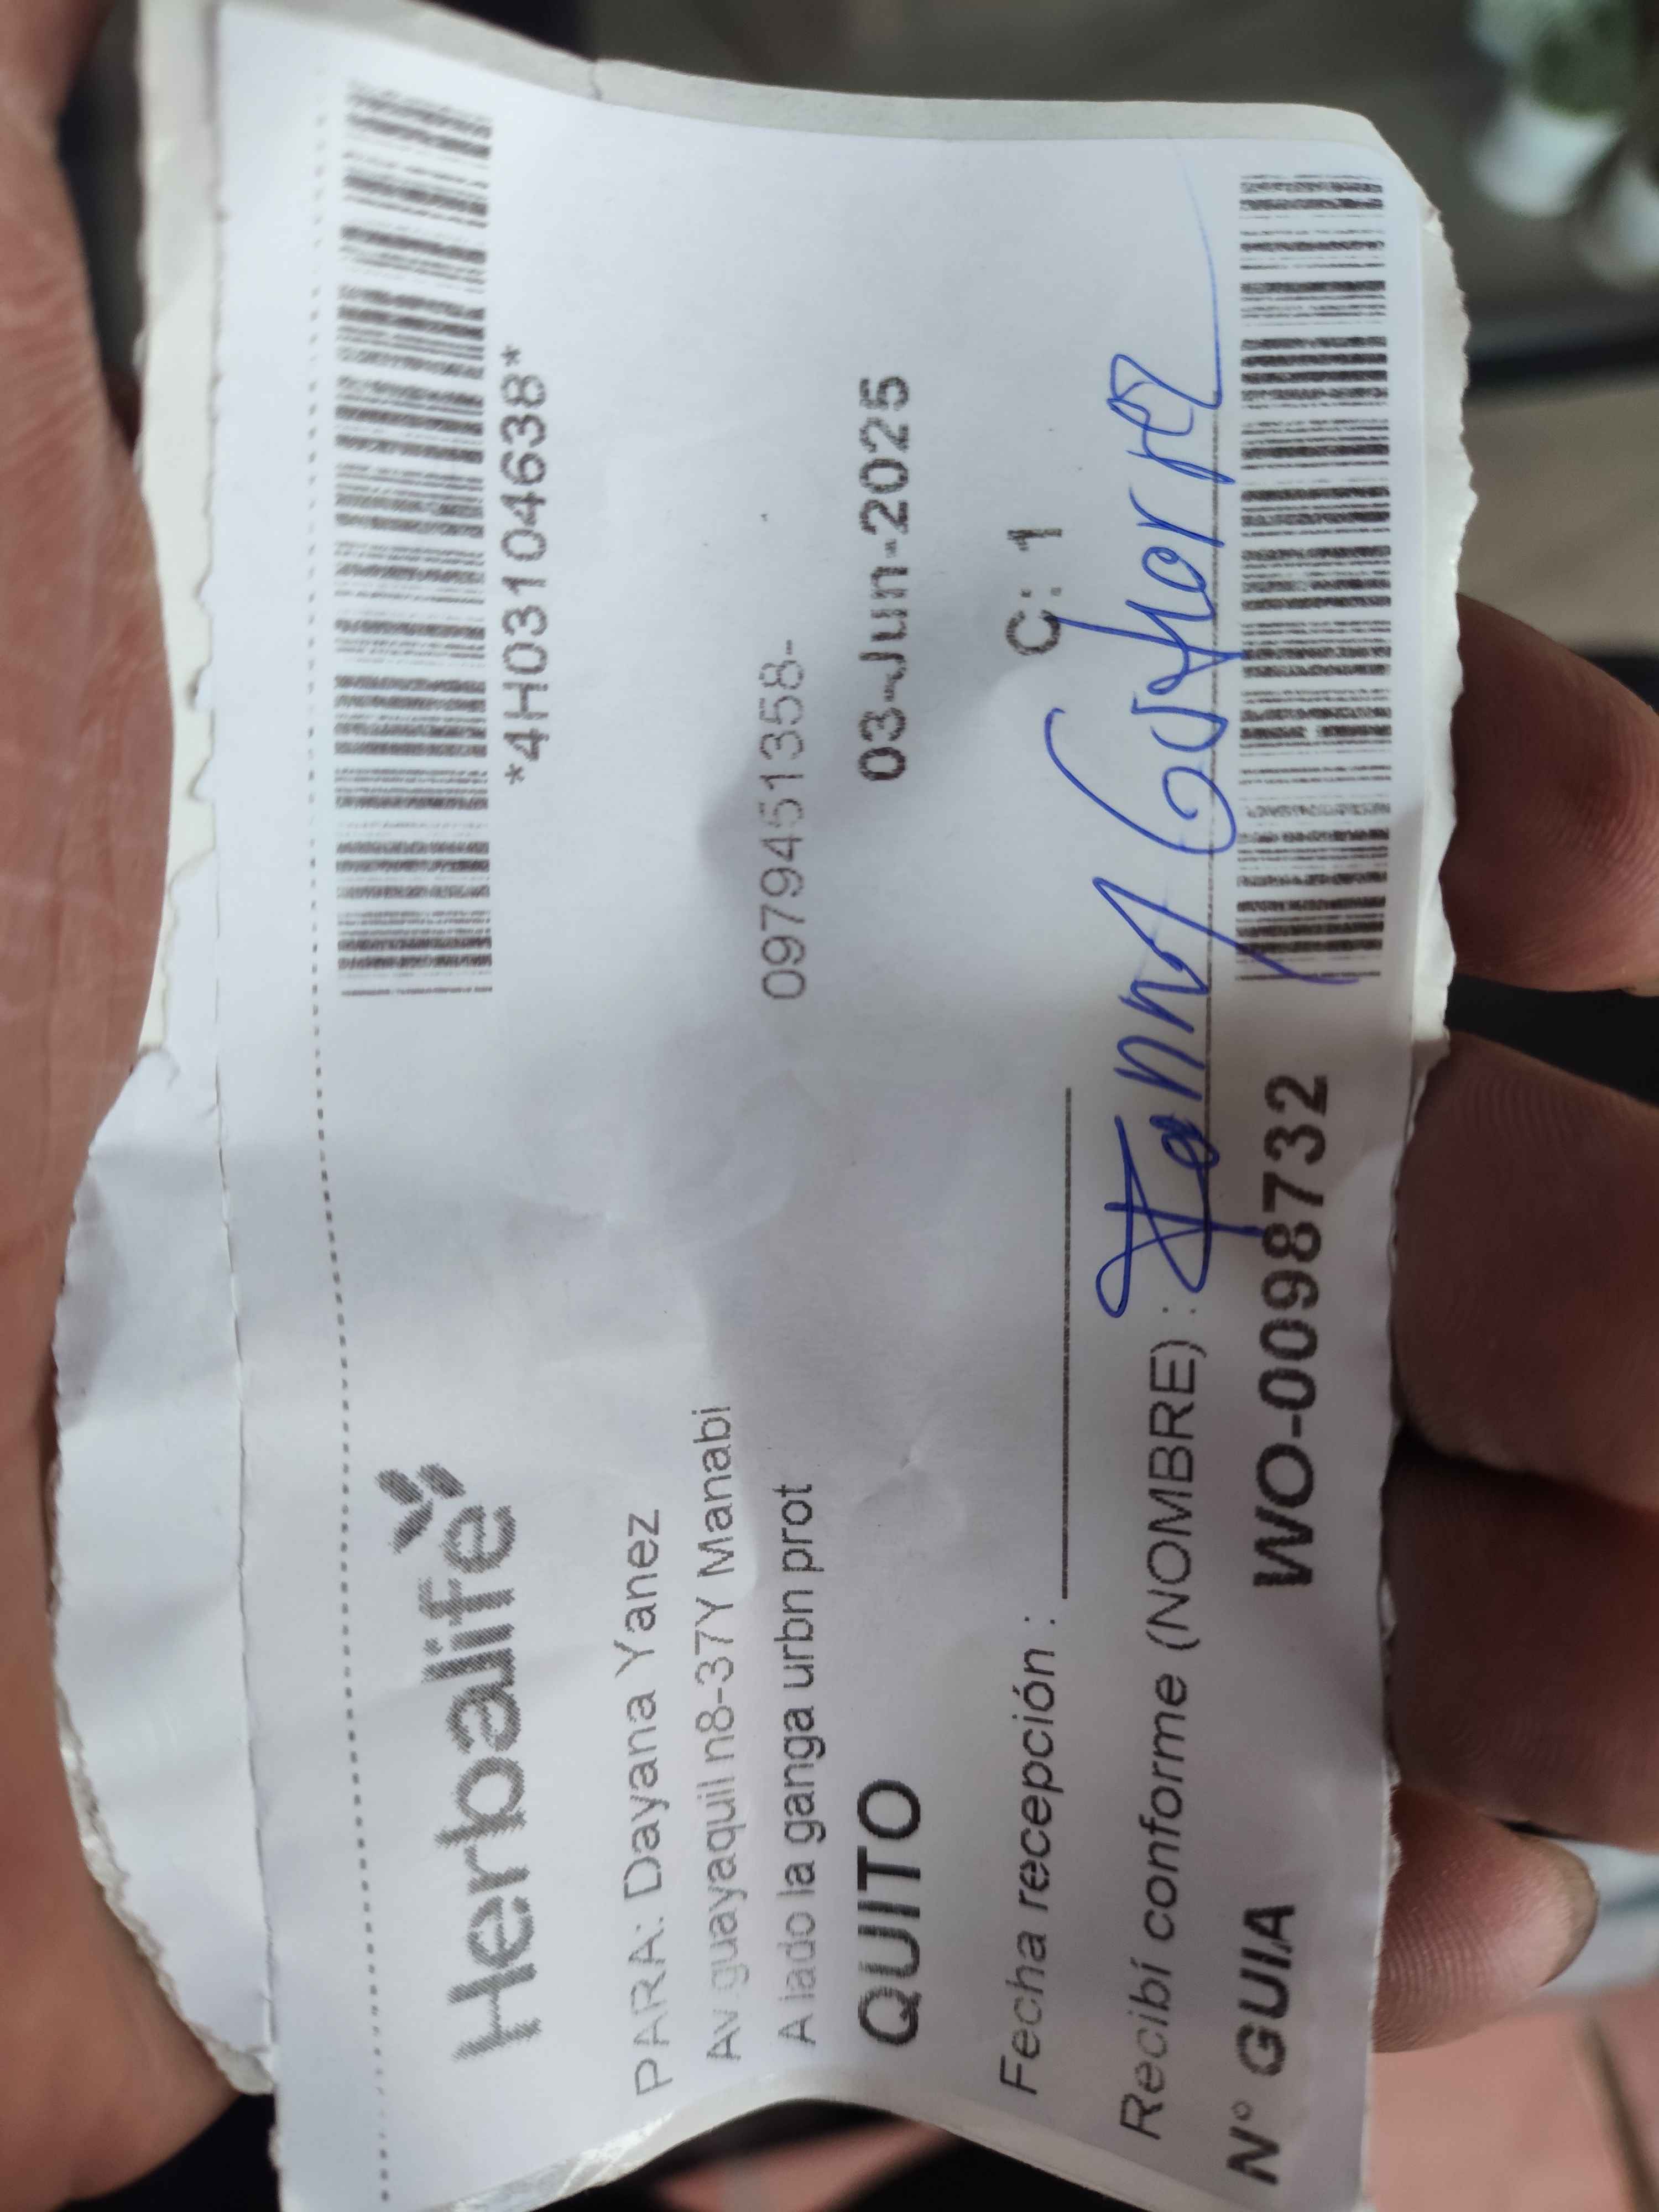 Herbalife
*4H03104638*
PARA: Dayana Yanez
Av guayaquil n8-37Y Manabi
A lado la ganga urbn prot
0979451358-
QUITO
03-Jun-2025
Fecha recepción :
C: 1
Recibí conforme (NOMBRE) :
N° GUIA
WO-0098732